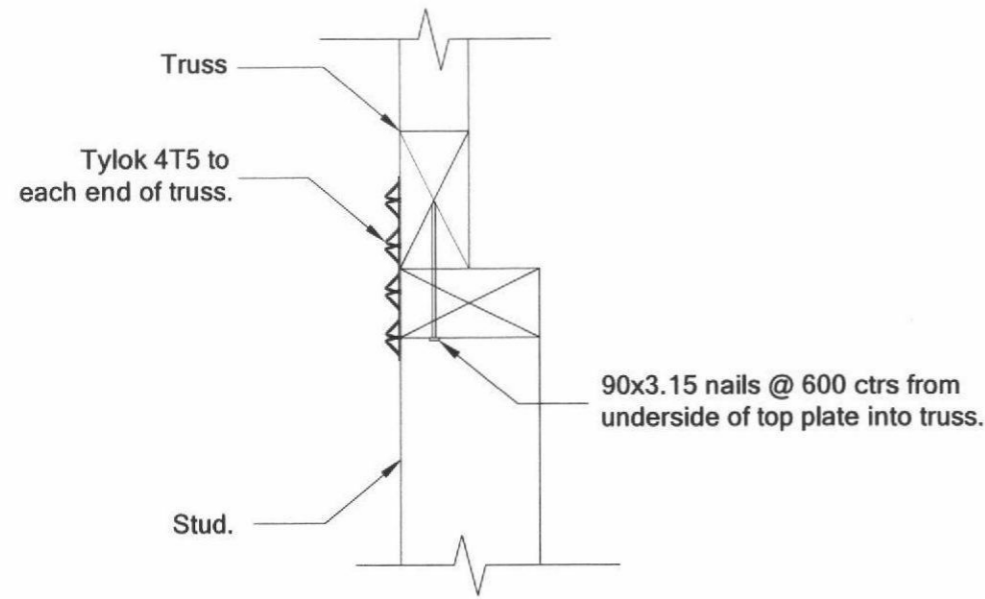 Truss
Tylok 4T5 to
each end of truss.
90x3.15 nails @ 600 ctrs from
underside of top plate into truss.
Stud.